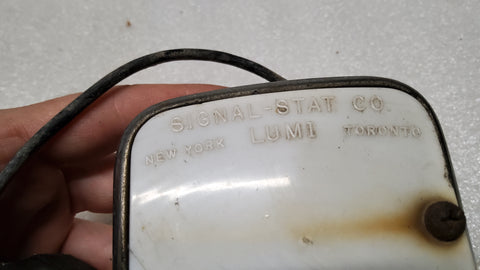 SIGNAL-STAT CO
NEW YORK LUMI TORONTO